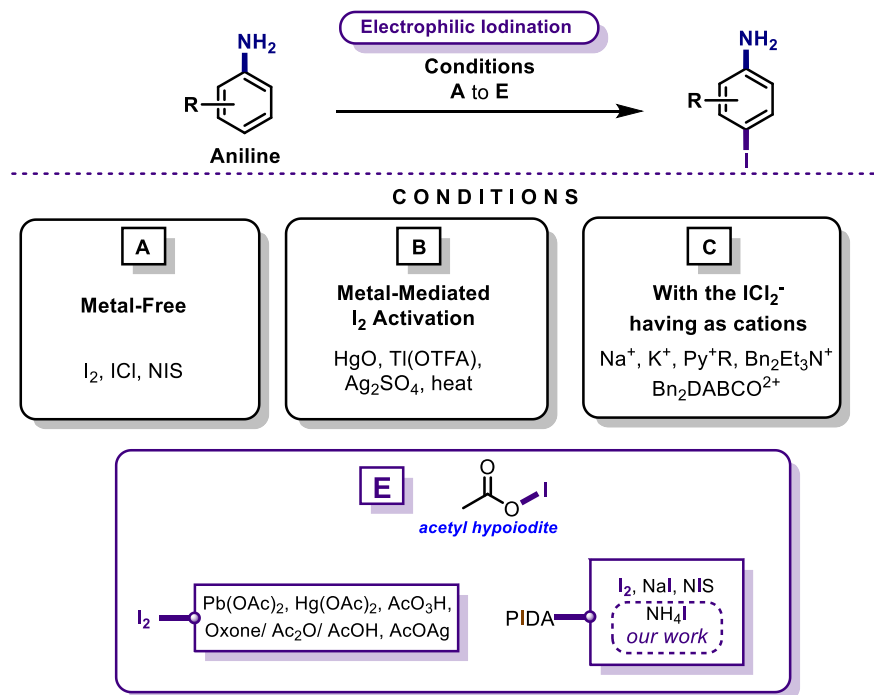 Electrophilic Iodination
NH₂
R
Aniline
Conditions
A to E
NH₂
R
I
CONDITIONS
A
Metal-Free
I₂, ICl, NIS
B
Metal-Mediated
I₂ Activation
HgO, Tl(OTFA),
Ag₂SO₄, heat
C
With the ICl₂⁻
having as cations
Na⁺, K⁺, Py⁺R, Bn₂Et₃N⁺
Bn₂DABCO²⁺
E
O
O
I
acetyl hypoiodite
I₂
Pb(OAc)₂, Hg(OAc)₂, AcO₃H,
Oxone/ Ac₂O/ AcOH, AcOAg
PIDA
I₂, NaI, NIS
NH₄I
our work